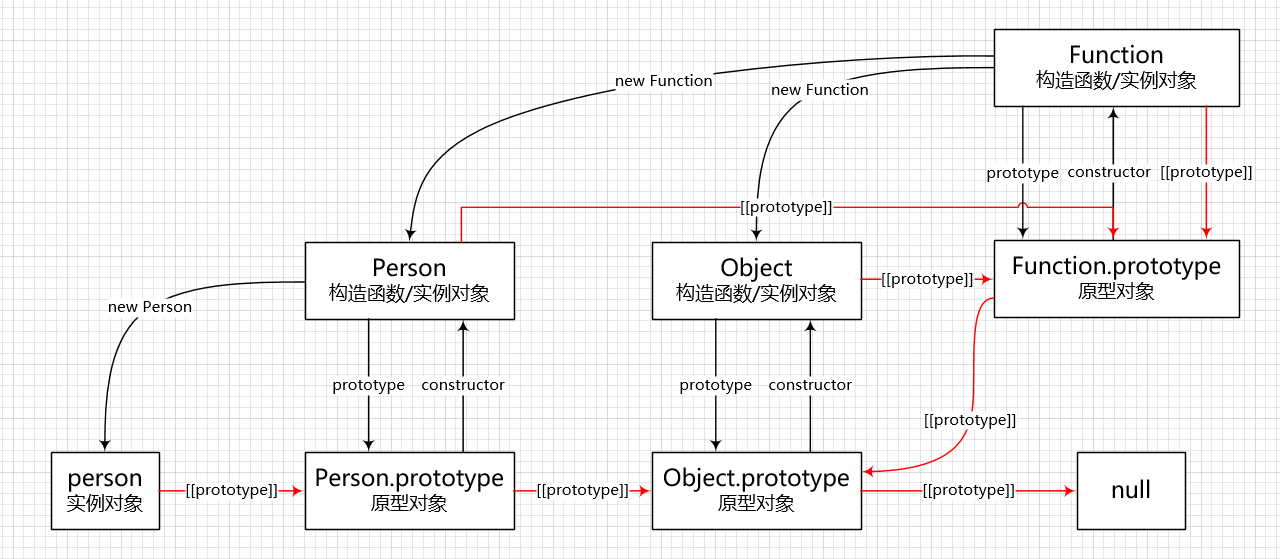 Function
构造函数/实例对象
new Function
new Function
prototype
constructor
[[prototype]]
[[prototype]]
Person
构造函数/实例对象
Object
构造函数/实例对象
[[prototype]]
Function.prototype
原型对象
new Person
prototype
constructor
prototype
constructor
[[prototype]]
person
实例对象
[[prototype]]
Person.prototype
原型对象
[[prototype]]
Object.prototype
原型对象
[[prototype]]
null